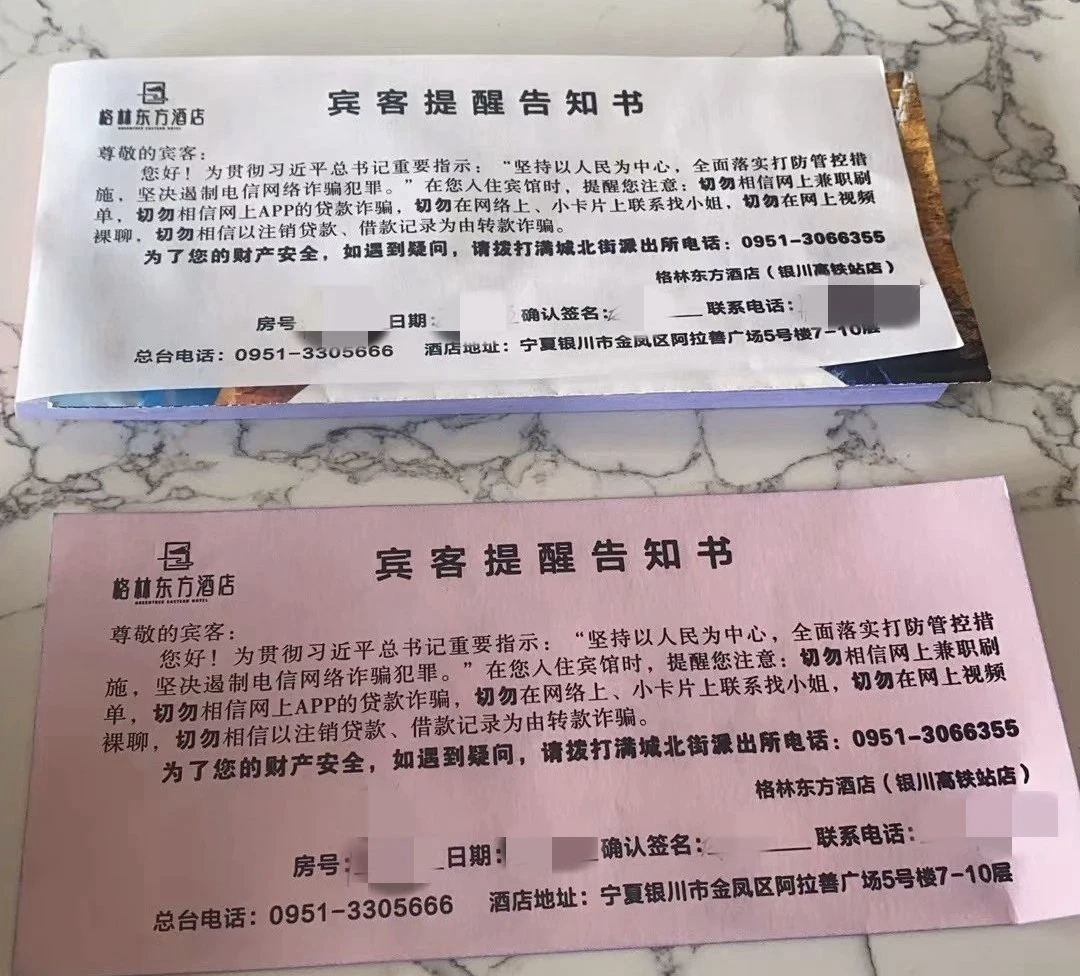 格林东方酒店
GREENTREE EASTERN HOTEL
宾客提醒告知书
尊敬的宾客：
您好！为贯彻习近平总书记重要指示：“坚持以人民为中心，全面落实打防管控措
施，坚决遏制电信网络诈骗犯罪。”在您入住宾馆时，提醒您注意：切勿相信网上兼职刷
单，切勿相信网上APP的贷款诈骗，切勿在网络上、小卡片上联系找小姐，切勿在网上视频
裸聊，切勿相信以注销贷款、借款记录为由转款诈骗。
为了您的财产安全，如遇到疑问，请拨打满城北街派出所电话：0951-3066355
格林东方酒店（银川高铁站店）
房号 日期： 确认签名： 联系电话：
总台电话：0951-3305666 酒店地址：宁夏银川市金凤区阿拉善广场5号楼7-10层
格林东方酒店
GREENTREE EASTERN HOTEL
宾客提醒告知书
尊敬的宾客：
您好！为贯彻习近平总书记重要指示：“坚持以人民为中心，全面落实打防管控措
施，坚决遏制电信网络诈骗犯罪。”在您入住宾馆时，提醒您注意：切勿相信网上兼职刷
单，切勿相信网上APP的贷款诈骗，切勿在网络上、小卡片上联系找小姐，切勿在网上视频
裸聊，切勿相信以注销贷款、借款记录为由转款诈骗。
为了您的财产安全，如遇到疑问，请拨打满城北街派出所电话：0951-3066355
格林东方酒店（银川高铁站店）
房号： 日期： 确认签名： 联系电话：
总台电话：0951-3305666 酒店地址：宁夏银川市金凤区阿拉善广场5号楼7-10层